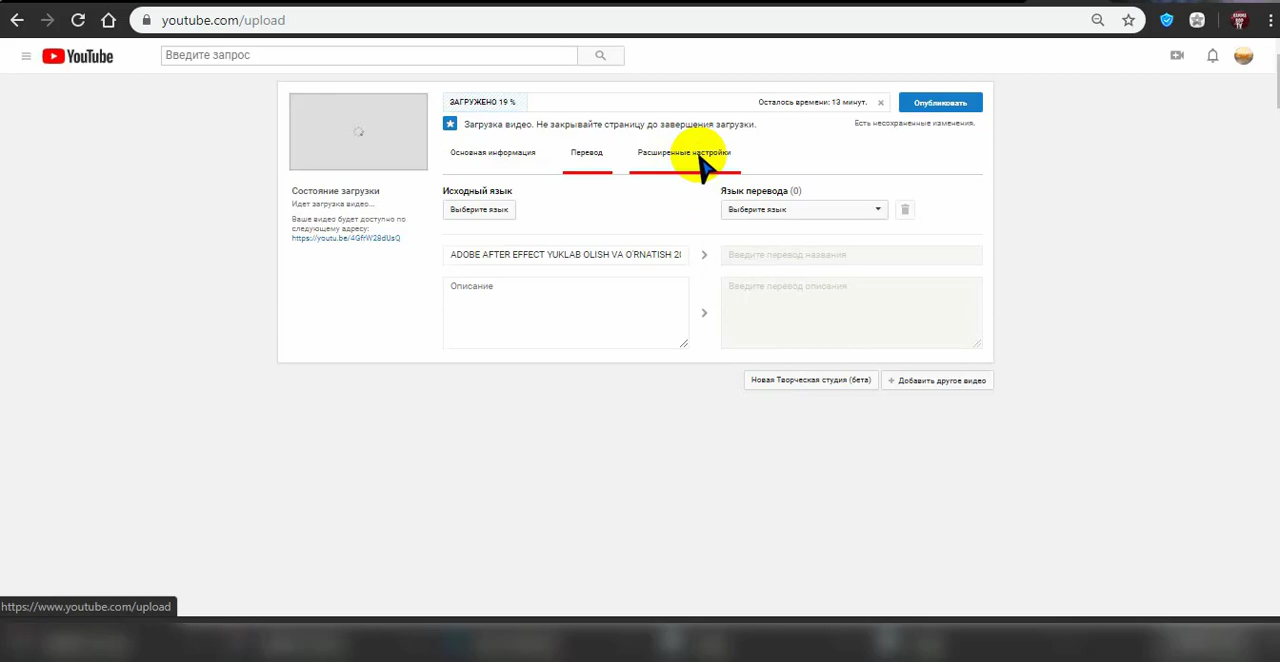 youtube.com/upload
YouTube
Введите запрос
ЗАГРУЖЕНО 19 %
Осталось времени: 13 минут.
Опубликовать
Загрузка видео. Не закрывайте страницу до завершения загрузки.
Есть несохраненные изменения.
Основная информация
Перевод
Расширенные настройки
Состояние загрузки
Идет загрузка видео...
Ваше видео будет доступно по
следующему адресу:
https://youtu.be/4GfrW28dUsQ
Исходный язык
Выберите язык
Язык перевода (0)
Выберите язык
ADOBE AFTER EFFECT YUKLAB OLISH VA O'RNATISH 20
Введите перевод названия
Описание
Введите перевод описания
Новая Творческая студия (бета)
+ Добавить другое видео
https://www.youtube.com/upload